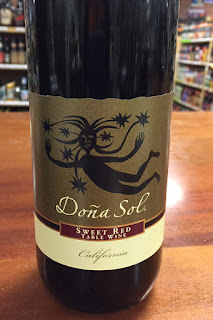 Doña Sol.
SWEET RED
TABLE WINE
California